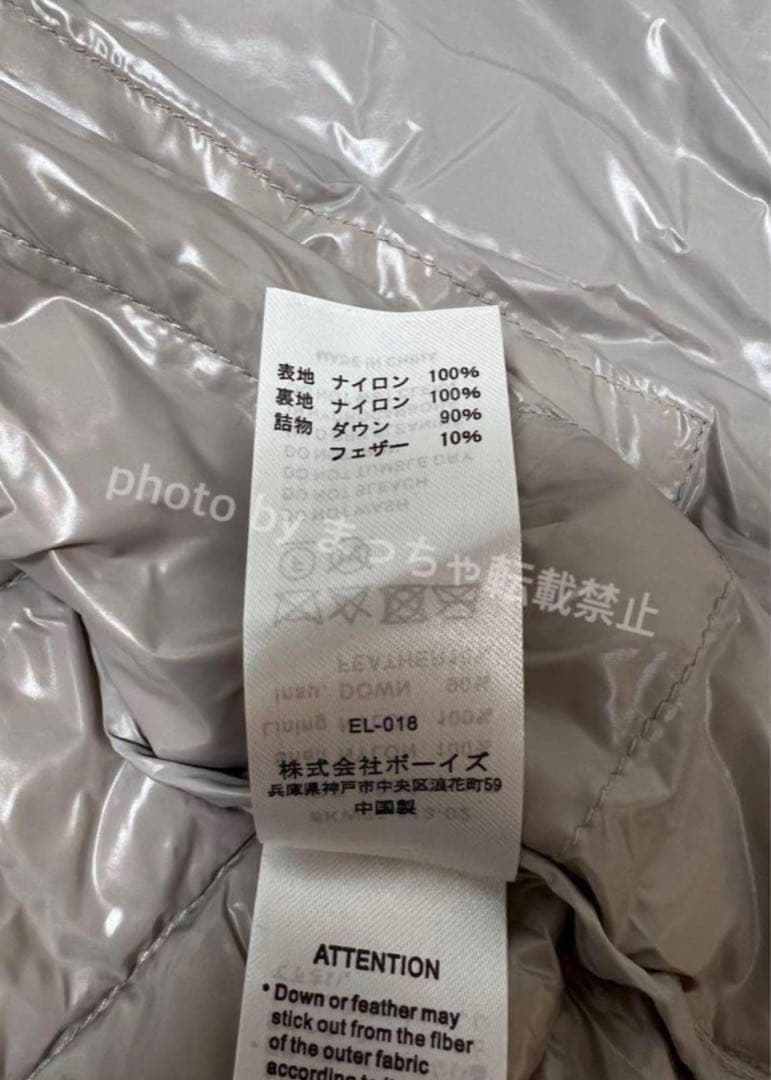 表地 ナイロン 100%
裏地 ナイロン 100%
詰物 ダウン 90%
フェザー 10%
photo by まっちゃ転載禁止
EL-018
株式会社ボーイズ
兵庫県神戸市中央区浪花町59
中国製
ATTENTION
• Down or feather may
stick out from the fiber
of the outer fabric
according to